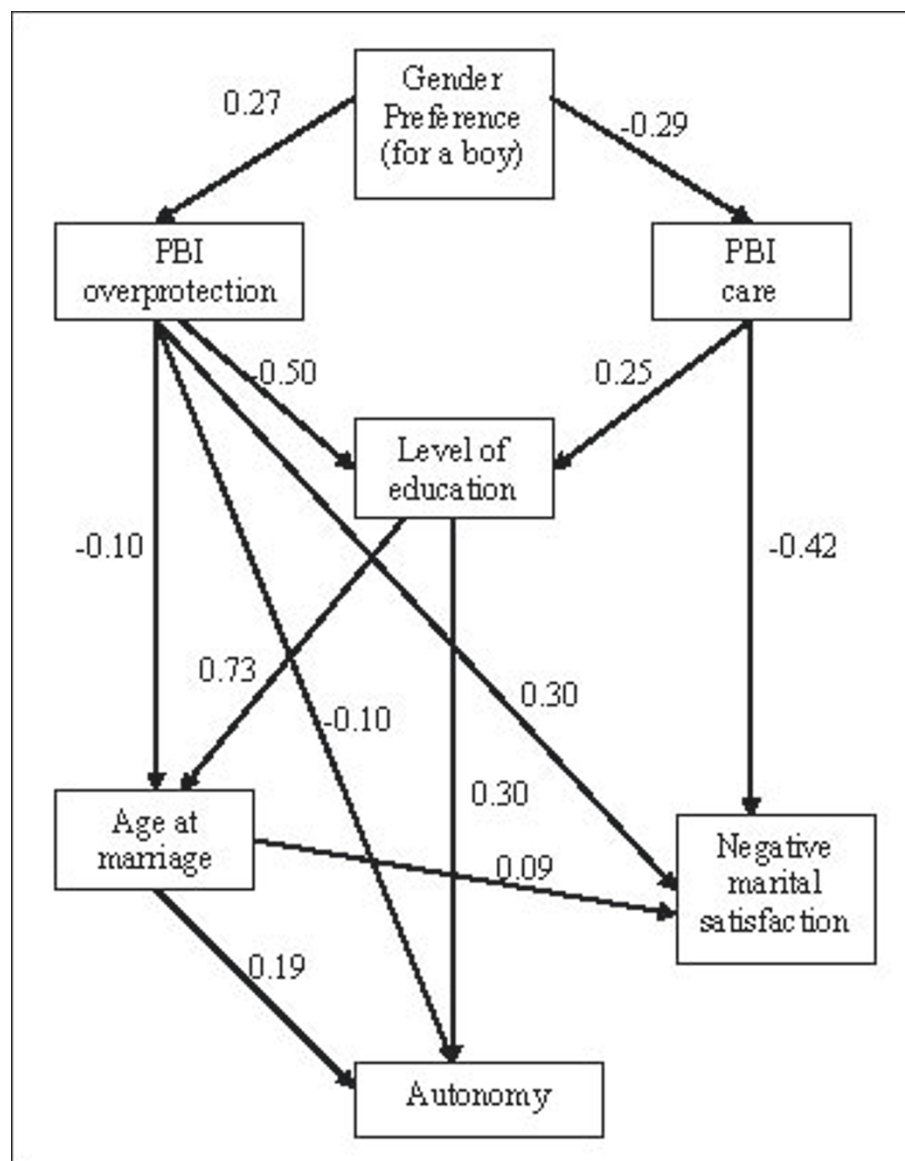 Gender
Preference
(for a boy)
0.27
-0.29
PBI
overprotection
PBI
care
-0.50
0.25
Level of
education
-0.10
-0.42
0.73
-0.10
0.30
0.30
Age at
marriage
0.09
Negative
marital
satisfaction
0.19
Autonomy